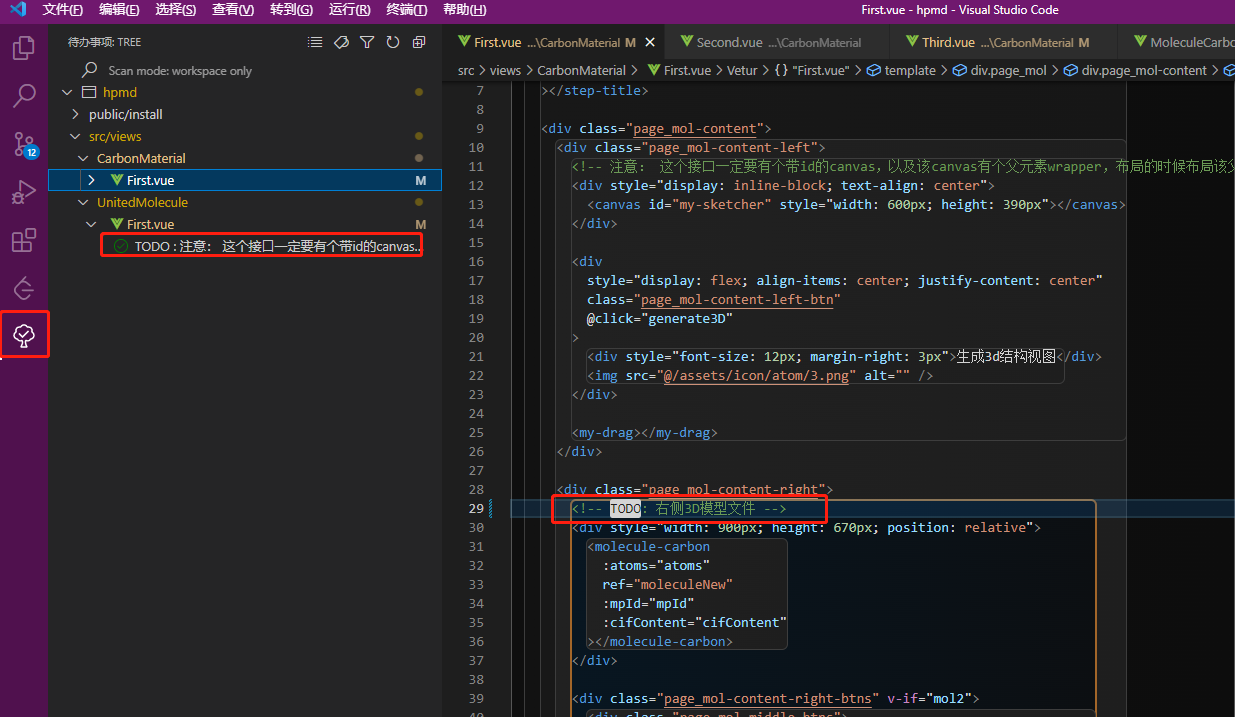 文件(F) 编辑(E) 选择(S) 查看(V) 转到(G) 运行(R) 终端(T) 帮助(H) First.vue - hpmd - Visual Studio Code
待办事项: TREE
Scan mode: workspace only
hpmd
public/install
src/views
CarbonMaterial
First.vue M
UnitedMolecule
First.vue M
TODO : 注意： 这个接口一定要有个带id的canvas...
12
First.vue ...\CarbonMaterial M Second.vue ...\CarbonMaterial Third.vue ...\CarbonMaterial M MoleculeCarbo
src > views > CarbonMaterial > First.vue > Vetur > {} "First.vue" > template > div.page_mol > div.page_mol-content >
7 ></step-title>
8
9 <div class="page_mol-content">
10 <div class="page_mol-content-left">
11 <!-- 注意： 这个接口一定要有个带id的canvas，以及该canvas有个父元素wrapper，布局的时候布局该父
12 <div style="display: inline-block; text-align: center">
13 <canvas id="my-sketcher" style="width: 600px; height: 390px"></canvas>
14 </div>
15
16 <div
17 style="display: flex; align-items: center; justify-content: center"
18 class="page_mol-content-left-btn"
19 @click="generate3D"
20 >
21 <div style="font-size: 12px; margin-right: 3px">生成3d结构视图</div>
22 <img src="@/assets/icon/atom/3.png" alt="" />
23 </div>
24
25 <my-drag></my-drag>
26 </div>
27
28 <div class="page_mol-content-right">
29 <!-- TODO: 右侧3D模型文件 -->
30 <div style="width: 900px; height: 670px; position: relative">
31 <molecule-carbon
32 :atoms="atoms"
33 ref="moleculeNew"
34 :mpId="mpId"
35 :cifContent="cifContent"
36 ></molecule-carbon>
37 </div>
38
39 <div class="page_mol-content-right-btns" v-if="mol2">
40 <div class="page_mol-middle-btns">